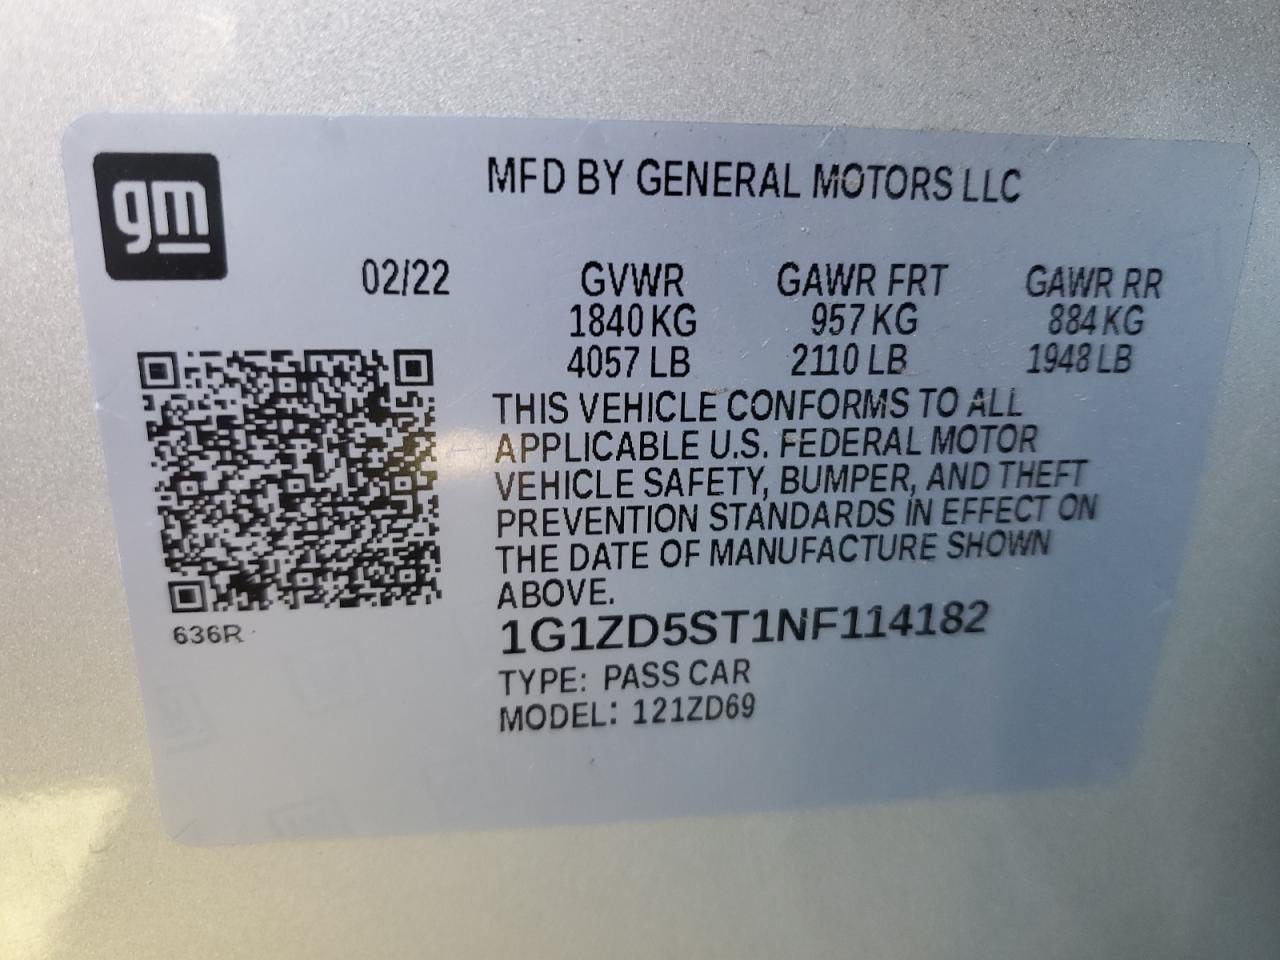 gm
MFD BY GENERAL MOTORS LLC
02/22 GVWR GAWR FRT GAWR RR
1840 KG 957 KG 884 KG
4057 LB 2110 LB 1948 LB
THIS VEHICLE CONFORMS TO ALL
APPLICABLE U.S. FEDERAL MOTOR
VEHICLE SAFETY, BUMPER, AND THEFT
PREVENTION STANDARDS IN EFFECT ON
THE DATE OF MANUFACTURE SHOWN
ABOVE.
636R
1G1ZD5ST1NF114182
TYPE: PASS CAR
MODEL: 121ZD69